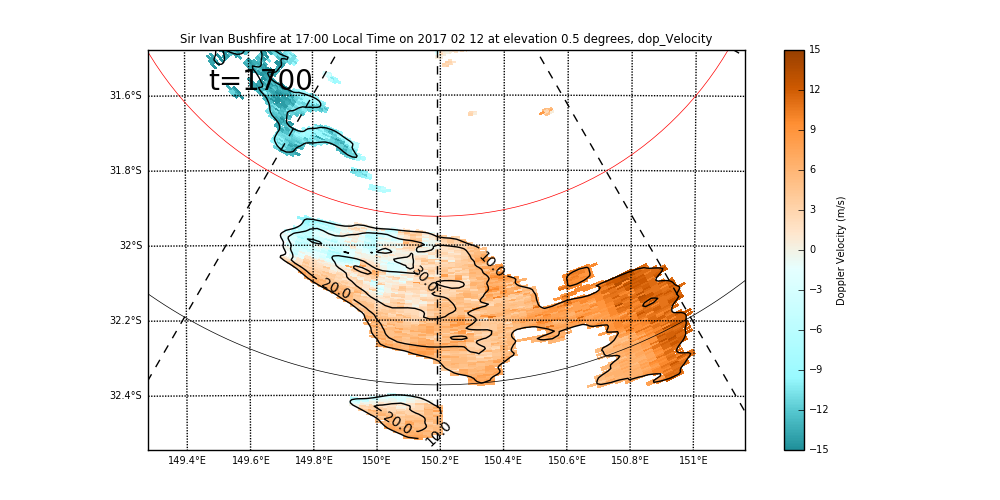 Sir Ivan Bushfire at 17:00 Local Time on 2017 02 12 at elevation 0.5 degrees, dop_Velocity
t=1700
31.6°S
31.8°S
32°S
32.2°S
32.4°S
10.0
30.0
20.0
20.0
10.0
149.4°E 149.6°E 149.8°E 150°E 150.2°E 150.4°E 150.6°E 150.8°E 151°E
15
12
9
6
3
0
−3
−6
−9
−12
−15
Doppler Velocity (m/s)